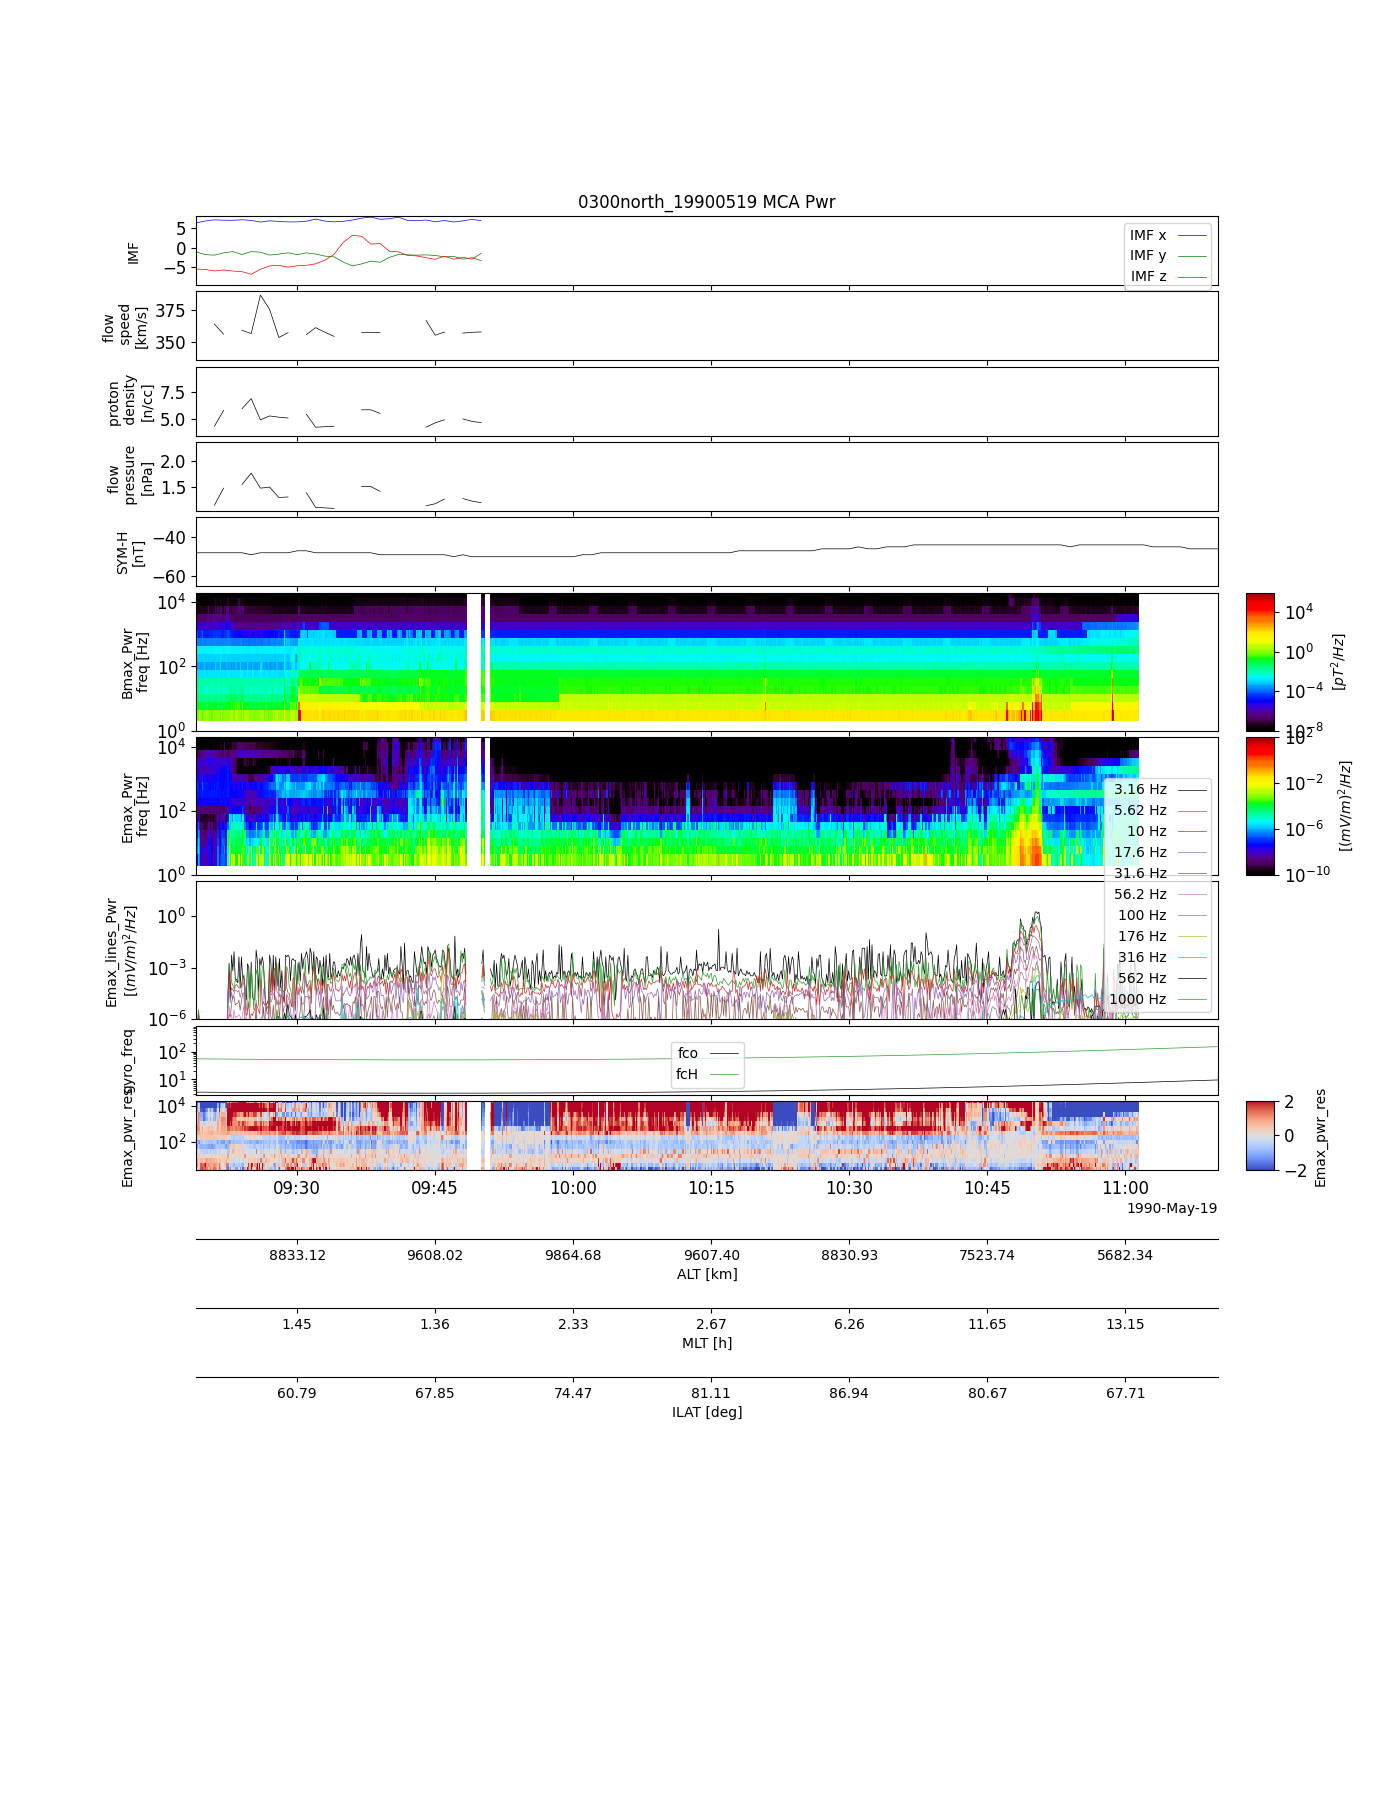 0300north_19900519 MCA Pwr
IMF
5
0
−5
IMF x
IMF y
IMF z
flow
speed
[km/s]
375
350
proton
density
[n/cc]
7.5
5.0
flow
pressure
[nPa]
2.0
1.5
SYM-H
[nT]
−40
−60
Bmax_Pwr
freq [Hz]
10^4
10^2
10^0
10^4
10^0
10^−4
10^−8
[pT^2/Hz]
Emax_Pwr
freq [Hz]
10^4
10^2
10^0
10^2
10^−2
10^−6
10^−10
[(mV/m)^2/Hz]
Emax_lines_Pwr
[(mV/m)^2/Hz]
10^0
10^−3
10^−6
3.16 Hz
5.62 Hz
10 Hz
17.6 Hz
31.6 Hz
56.2 Hz
100 Hz
176 Hz
316 Hz
562 Hz
1000 Hz
gyro_freq
10^2
10^1
fco
fcH
Emax_pwr_res
10^4
10^2
2
0
−2
Emax_pwr_res
09:30 09:45 10:00 10:15 10:30 10:45 11:00
1990-May-19
8833.12 9608.02 9864.68 9607.40 8830.93 7523.74 5682.34
ALT [km]
1.45 1.36 2.33 2.67 6.26 11.65 13.15
MLT [h]
60.79 67.85 74.47 81.11 86.94 80.67 67.71
ILAT [deg]